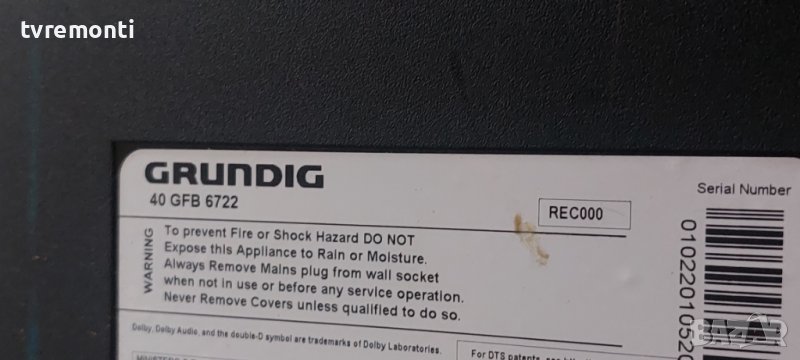 tvremonti
GRUNDIG
40 GFB 6722
REC000
Serial Number
WARNING
To prevent Fire or Shock Hazard DO NOT
Expose this Appliance to Rain or Moisture.
Always Remove Mains plug from wall socket
when not in use or before any service operation.
Never Remove Covers unless qualified to do so.
0102201052
Dolby, Dolby Audio, and the double-D symbol are trademarks of Dolby Laboratories.
For DTS patents, see
BAZAR